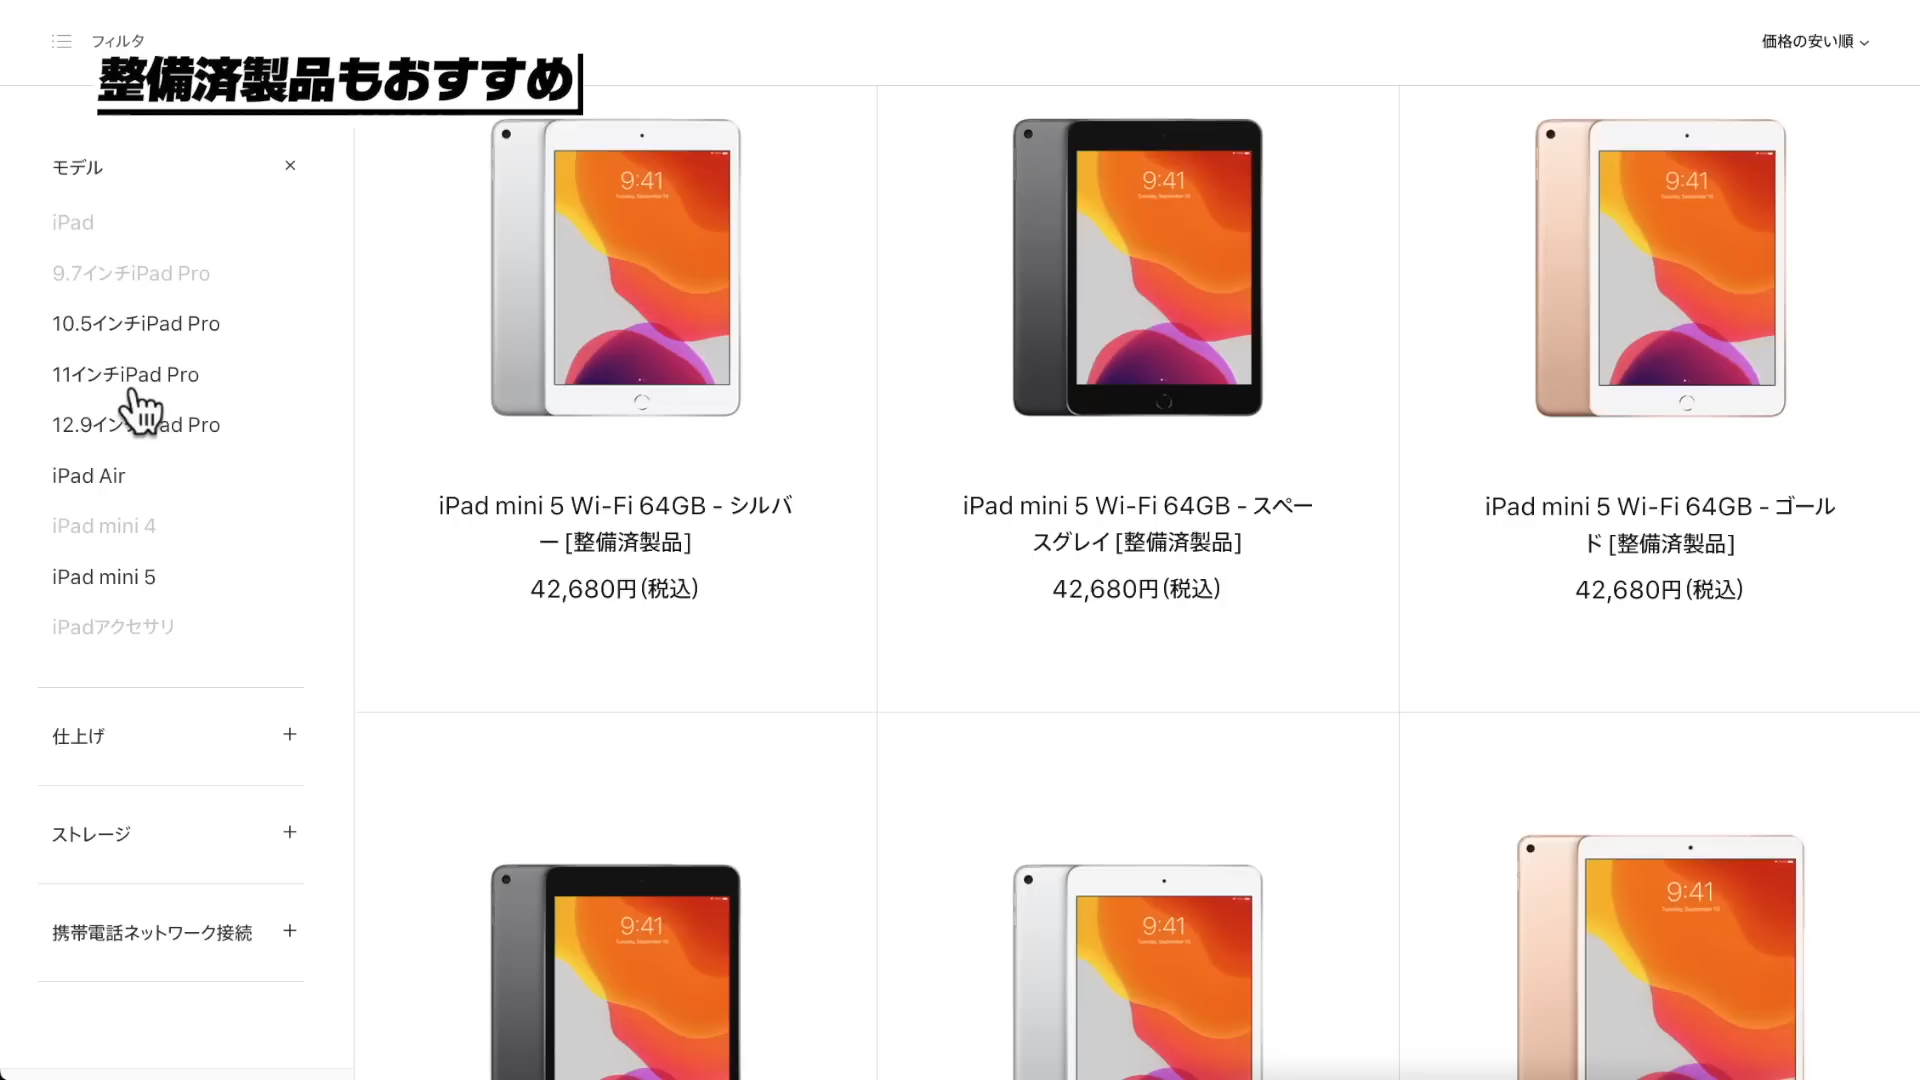 フィルタ
価格の安い順
整備済製品もおすすめ
モデル
iPad
9.7インチiPad Pro
10.5インチiPad Pro
11インチiPad Pro
iPad Air
iPad mini 4
iPad mini 5
iPadアクセサリ
仕上げ
ストレージ
携帯電話ネットワーク接続
9:41
9:41
9:41
iPad mini 5 Wi-Fi 64GB - シルバ
ー [整備済製品]
42,680円(税込)
iPad mini 5 Wi-Fi 64GB - スペー
スグレイ [整備済製品]
42,680円(税込)
iPad mini 5 Wi-Fi 64GB - ゴール
ド [整備済製品]
42,680円(税込)
9:41
9:41
9:41